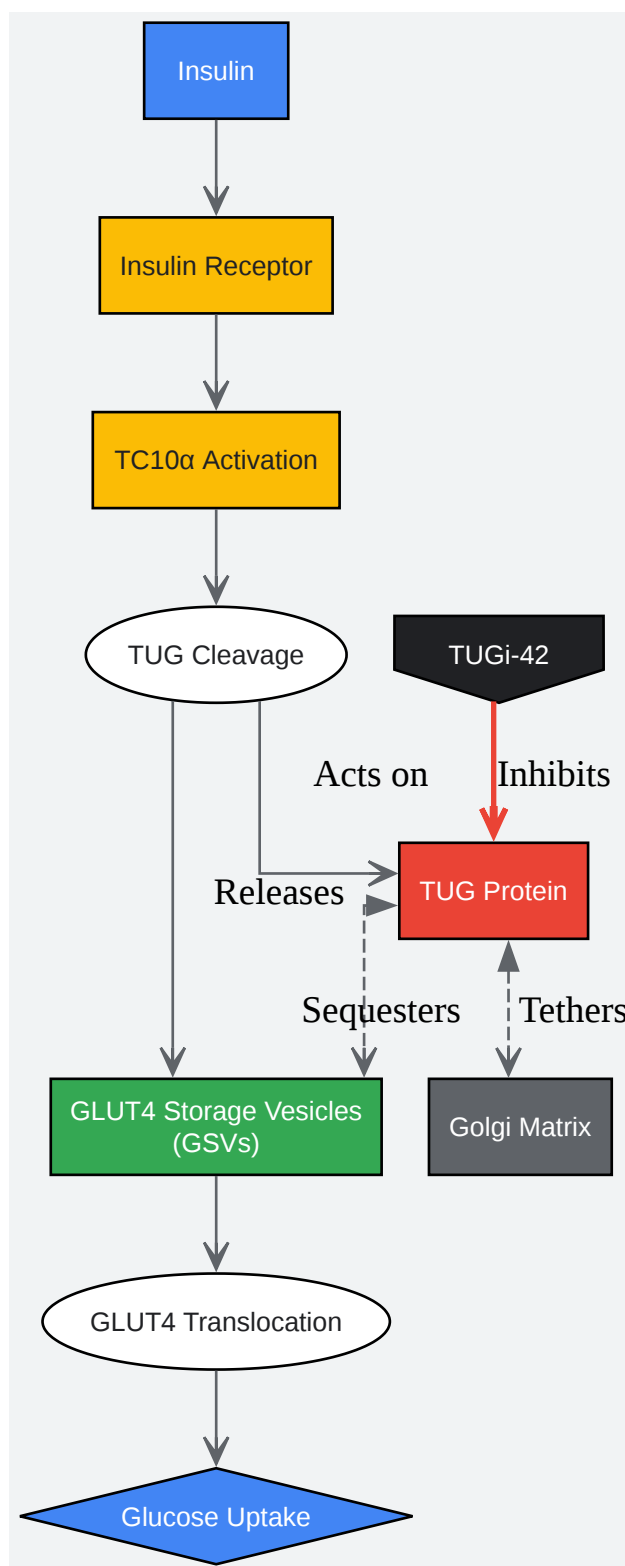 Insulin
Insulin Receptor
TC10α Activation
TUG Cleavage
TUGi-42
Acts on
Inhibits
Releases
TUG Protein
Sequesters
Tethers
GLUT4 Storage Vesicles
(GSVs)
Golgi Matrix
GLUT4 Translocation
Glucose Uptake